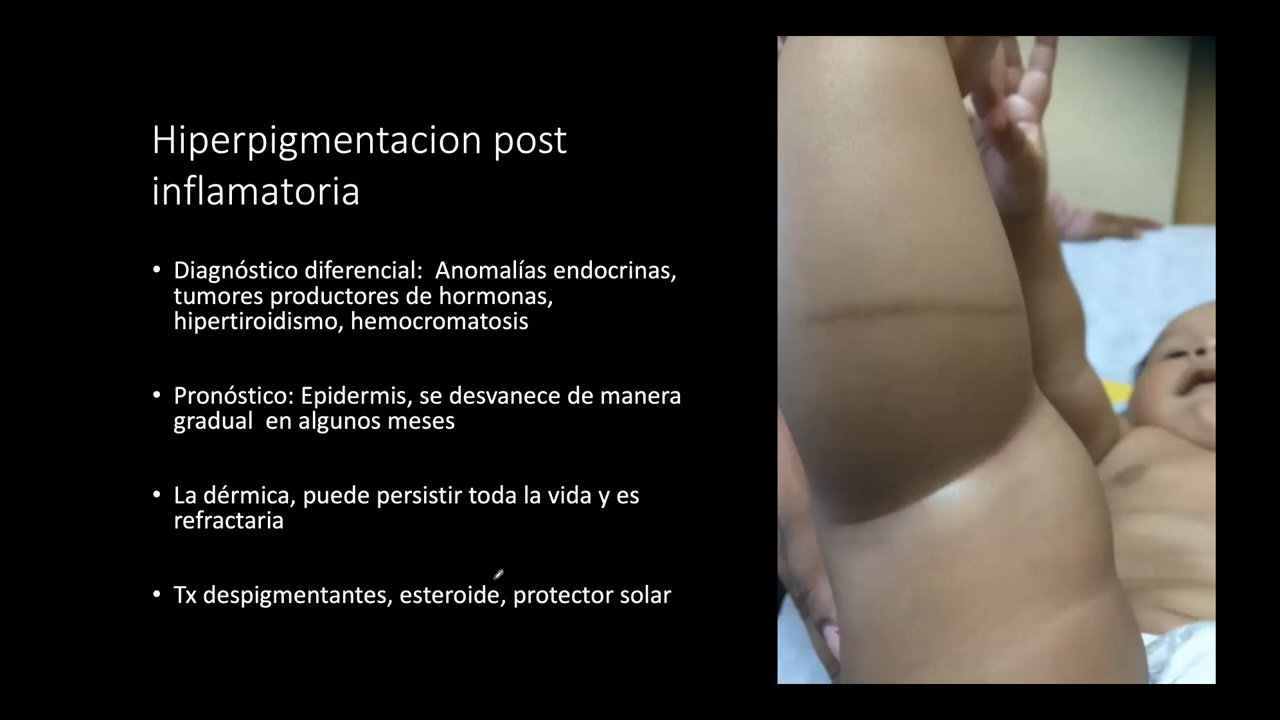 Hiperpigmentacion post
inflamatoria
• Diagnóstico diferencial:  Anomalías endocrinas,
tumores productores de hormonas,
hipertiroidismo, hemocromatosis
• Pronóstico: Epidermis, se desvanece de manera
gradual  en algunos meses
• La dérmica, puede persistir toda la vida y es
refractaria
• Tx despigmentantes, esteroide, protector solar